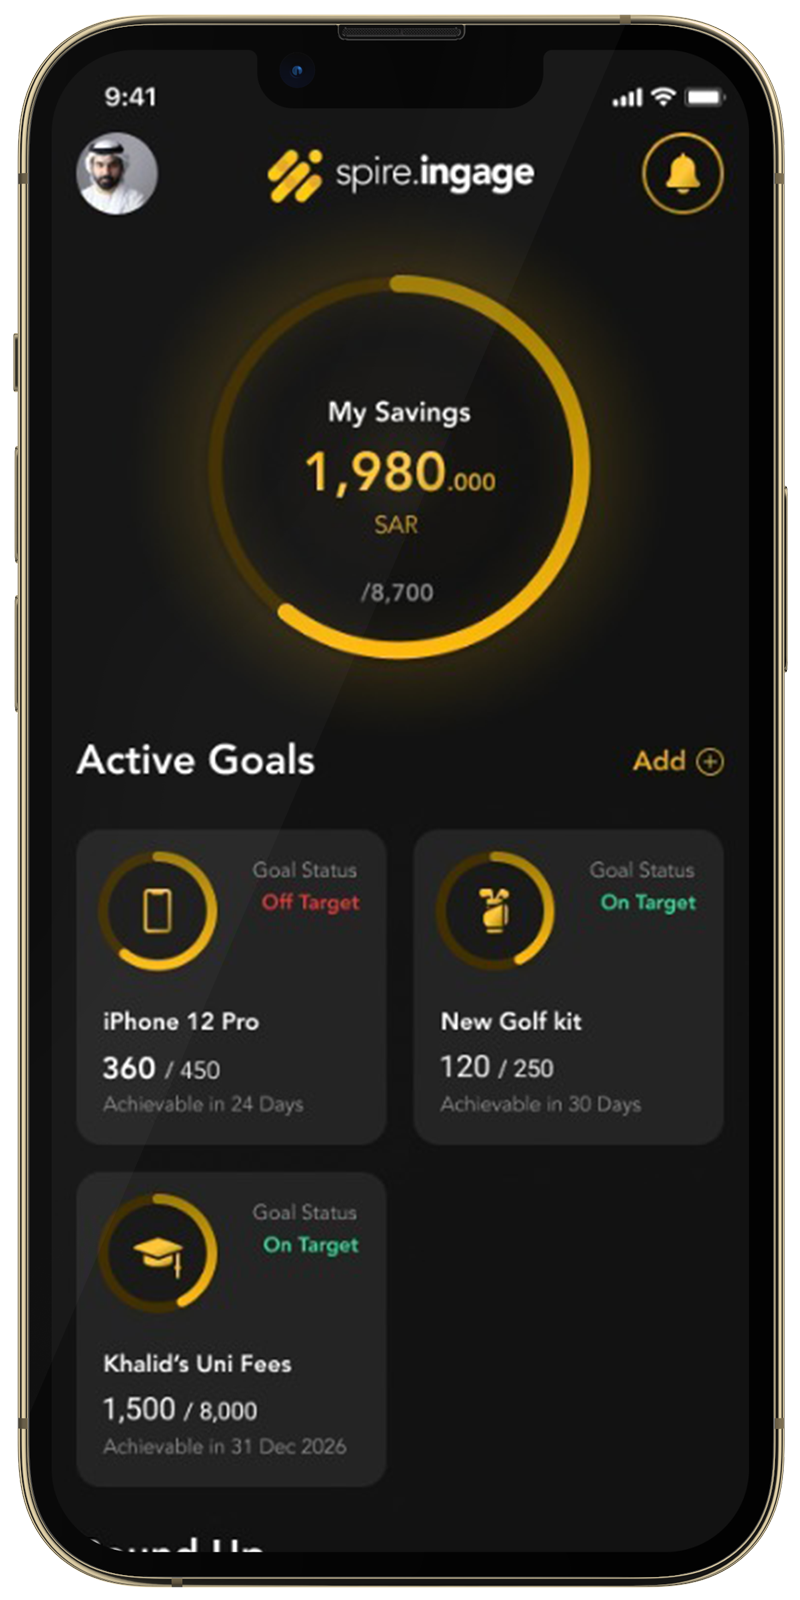 9:41
spire.ingage
My Savings
1,980.000
SAR
/8,700
Active Goals
Add
Goal Status
Off Target
iPhone 12 Pro
360 / 450
Achievable in 24 Days
Goal Status
On Target
New Golf kit
120 / 250
Achievable in 30 Days
Goal Status
On Target
Khalid's Uni Fees
1,500 / 8,000
Achievable in 31 Dec 2026
Round Up